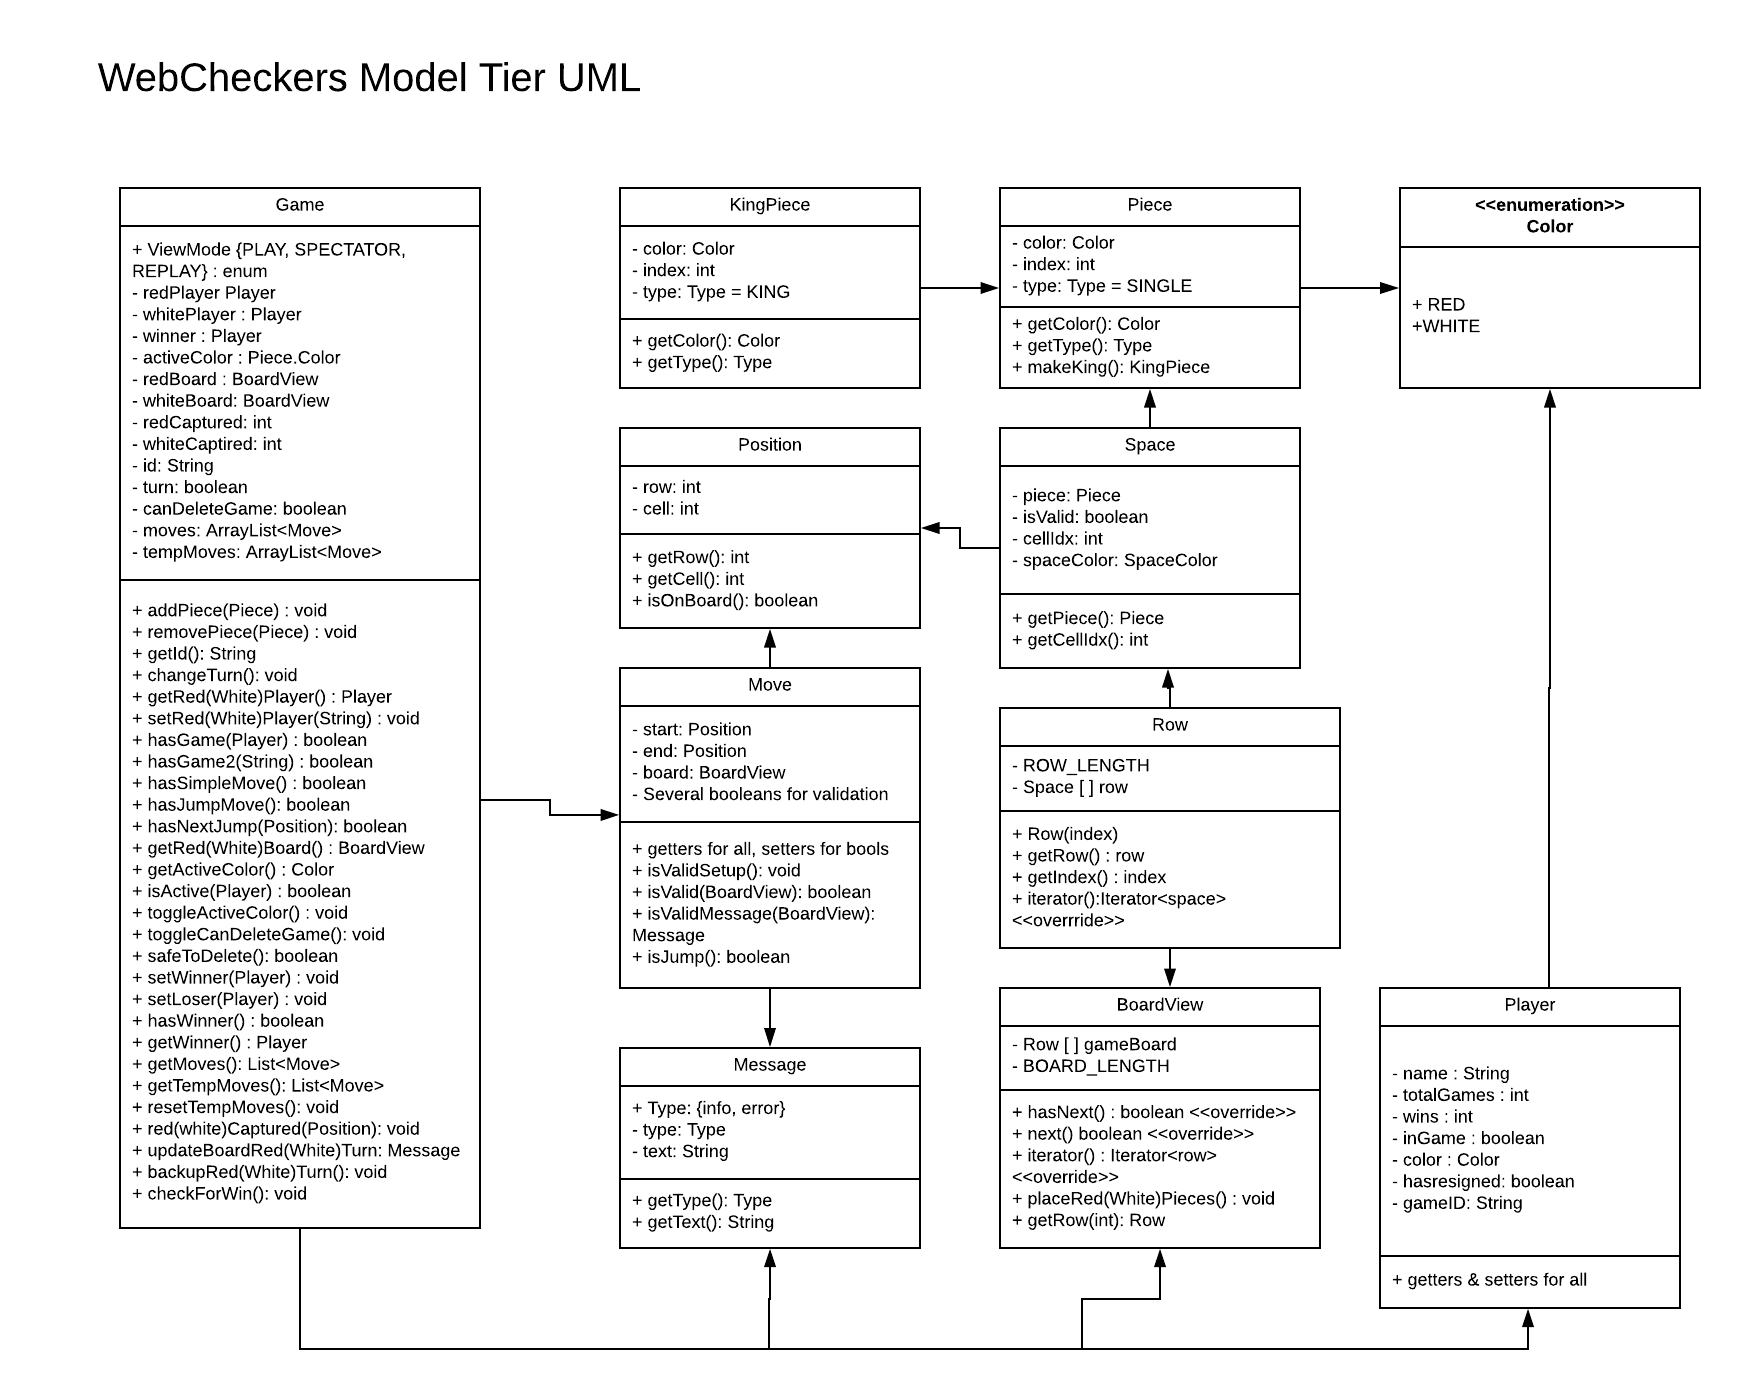 WebCheckers Model Tier UML
Game
+ ViewMode {PLAY, SPECTATOR,
REPLAY} : enum
- redPlayer Player
- whitePlayer : Player
- winner : Player
- activeColor : Piece.Color
- redBoard : BoardView
- whiteBoard: BoardView
- redCaptured: int
- whiteCaptired: int
- id: String
- turn: boolean
- canDeleteGame: boolean
- moves: ArrayList<Move>
- tempMoves: ArrayList<Move>
+ addPiece(Piece) : void
+ removePiece(Piece) : void
+ getId(): String
+ changeTurn(): void
+ getRed(White)Player() : Player
+ setRed(White)Player(String) : void
+ hasGame(Player) : boolean
+ hasGame2(String) : boolean
+ hasSimpleMove() : boolean
+ hasJumpMove(): boolean
+ hasNextJump(Position): boolean
+ getRed(White)Board() : BoardView
+ getActiveColor() : Color
+ isActive(Player) : boolean
+ toggleActiveColor() : void
+ toggleCanDeleteGame(): void
+ safeToDelete(): boolean
+ setWinner(Player) : void
+ setLoser(Player) : void
+ hasWinner() : boolean
+ getWinner() : Player
+ getMoves(): List<Move>
+ getTempMoves(): List<Move>
+ resetTempMoves(): void
+ red(white)Captured(Position): void
+ updateBoardRed(White)Turn: Message
+ backupRed(White)Turn(): void
+ checkForWin(): void
KingPiece
- color: Color
- index: int
- type: Type = KING
+ getColor(): Color
+ getType(): Type
Piece
- color: Color
- index: int
- type: Type = SINGLE
+ getColor(): Color
+ getType(): Type
+ makeKing(): KingPiece
<<enumeration>>
Color
+ RED
+WHITE
Position
- row: int
- cell: int
+ getRow(): int
+ getCell(): int
+ isOnBoard(): boolean
Space
- piece: Piece
- isValid: boolean
- cellIdx: int
- spaceColor: SpaceColor
+ getPiece(): Piece
+ getCellIdx(): int
Move
- start: Position
- end: Position
- board: BoardView
- Several booleans for validation
+ getters for all, setters for bools
+ isValidSetup(): void
+ isValid(BoardView): boolean
+ isValidMessage(BoardView):
Message
+ isJump(): boolean
Row
- ROW_LENGTH
- Space [ ] row
+ Row(index)
+ getRow() : row
+ getIndex() : index
+ iterator():Iterator<space>
<<overrride>>
Message
+ Type: {info, error}
- type: Type
- text: String
+ getType(): Type
+ getText(): String
BoardView
- Row [ ] gameBoard
- BOARD_LENGTH
+ hasNext() : boolean <<override>>
+ next() boolean <<override>>
+ iterator() : Iterator<row>
<<override>>
+ placeRed(White)Pieces() : void
+ getRow(int): Row
Player
- name : String
- totalGames : int
- wins : int
- inGame : boolean
- color : Color
- hasresigned: boolean
- gameID: String
+ getters & setters for all